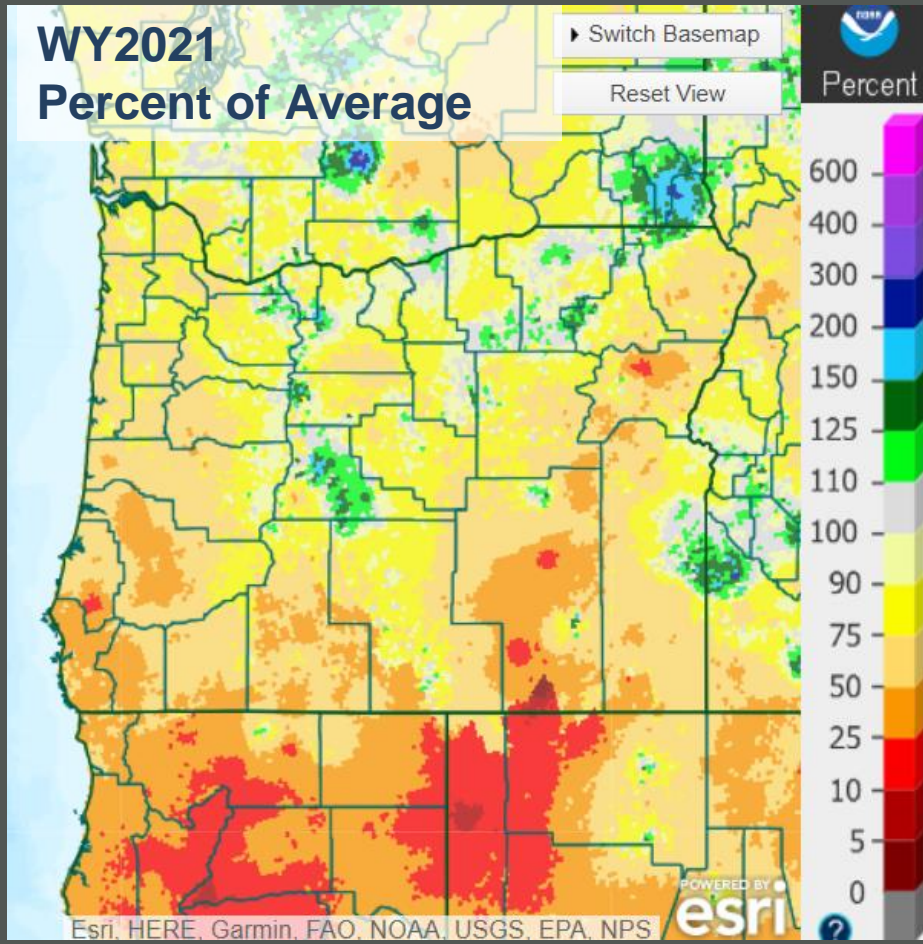 WY2021
Percent of Average
Switch Basemap
Reset View
noaa
Percent
600
400
300
200
150
125
110
100
90
75
50
25
10
5
0
POWERED BY
esri
Esri, HERE, Garmin, FAO, NOAA, USGS, EPA, NPS
?